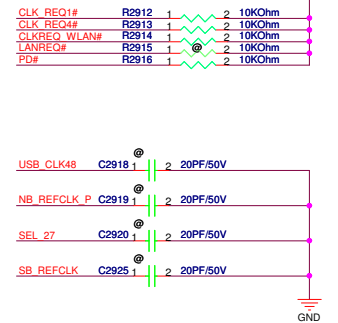 CLK_REQ1# R2912 1 2 10KOhm
CLK_REQ4# R2913 1 2 10KOhm
CLKREQ_WLAN# R2914 1 2 10KOhm
LANREQ# R2915 1 @ 2 10KOhm
PD# R2916 1 2 10KOhm
@
USB_CLK48 C2918 1 2 20PF/50V
@
NB_REFCLK_P C2919 1 2 20PF/50V
@
SEL_27 C2920 1 2 20PF/50V
@
SB_REFCLK C2925 1 2 20PF/50V
GND